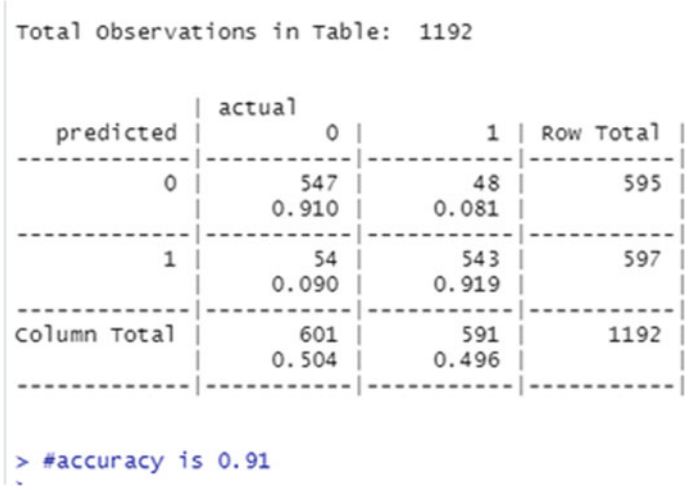 Total Observations in Table:  1192
             | actual
   predicted |         0 |         1 | Row Total |
-------------|-----------|-----------|-----------|
           0 |       547 |        48 |       595 |
             |     0.910 |     0.081 |           |
-------------|-----------|-----------|-----------|
           1 |        54 |       543 |       597 |
             |     0.090 |     0.919 |           |
-------------|-----------|-----------|-----------|
Column Total |       601 |       591 |      1192 |
             |     0.504 |     0.496 |           |
-------------|-----------|-----------|-----------|
> #accuracy is 0.91